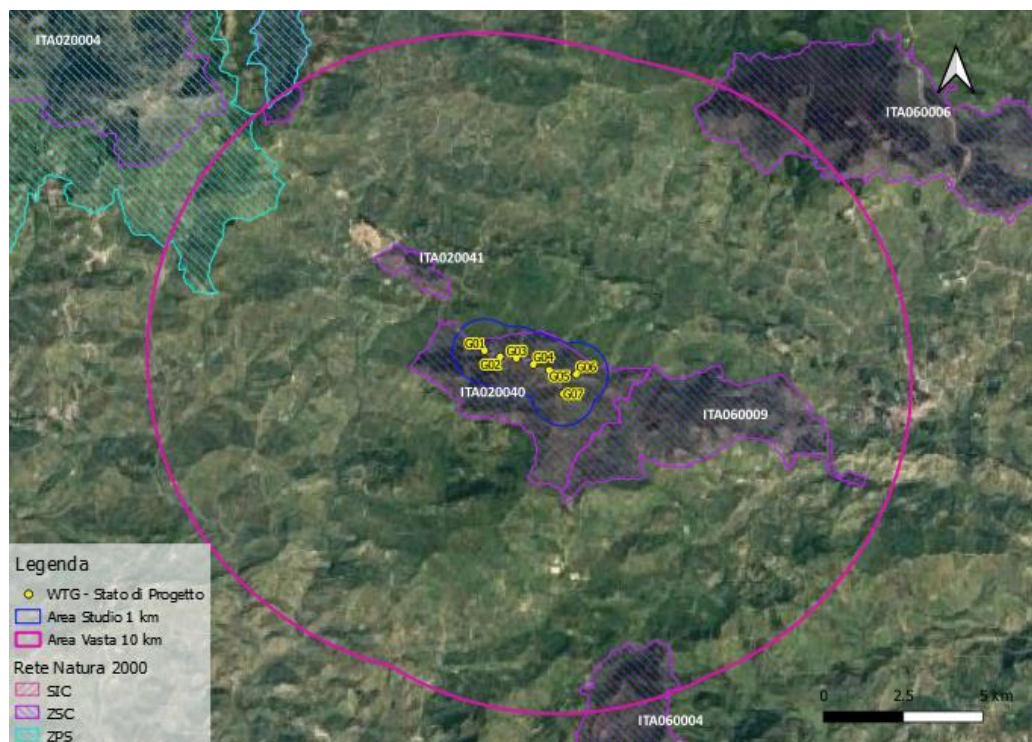 ITA020004
ITA060006
ITA020041
G01
G02
G03
G04
G05
G06
G07
ITA020040
ITA060009
ITA060004
Legenda
WTG - Stato di Progetto
Area Studio 1 km
Area Vasta 10 km
Rete Natura 2000
SIC
ZSC
ZPS
0 2.5 5 km